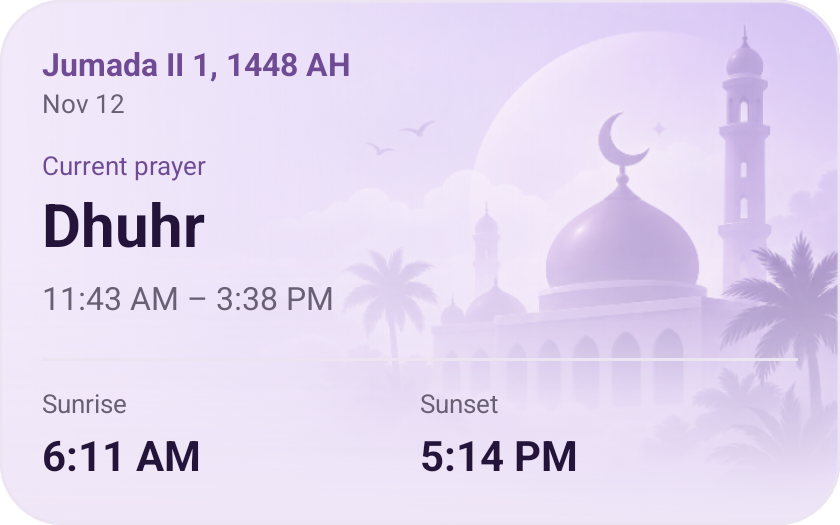 Jumada II 1, 1448 AH
Nov 12
Current prayer
Dhuhr
11:43 AM – 3:38 PM
Sunrise
Sunset
6:11 AM
5:14 PM